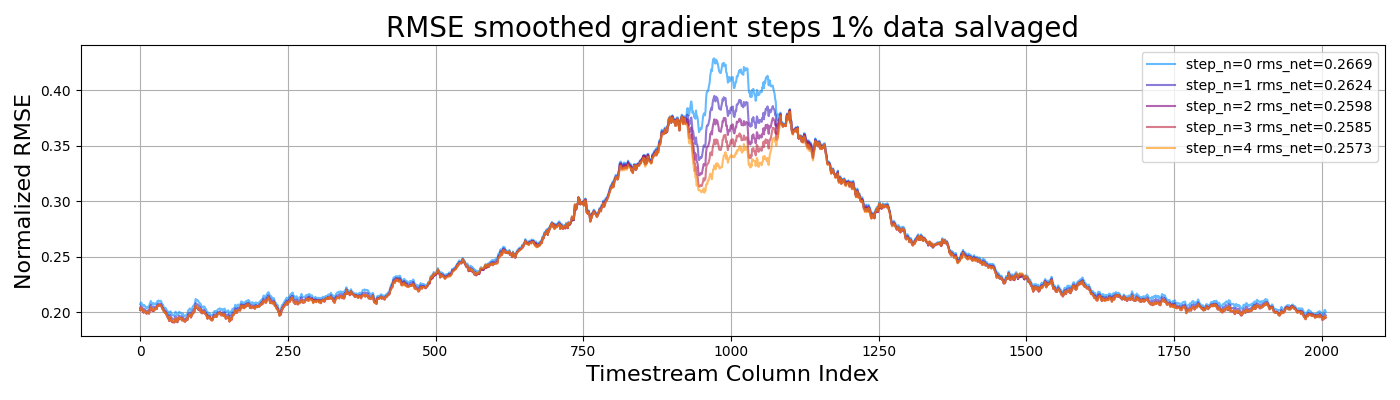 RMSE smoothed gradient steps 1% data salvaged
Normalized RMSE
0.40
0.35
0.30
0.25
0.20
step_n=0 rms_net=0.2669
step_n=1 rms_net=0.2624
step_n=2 rms_net=0.2598
step_n=3 rms_net=0.2585
step_n=4 rms_net=0.2573
0 250 500 750 1000 1250 1500 1750 2000
Timestream Column Index